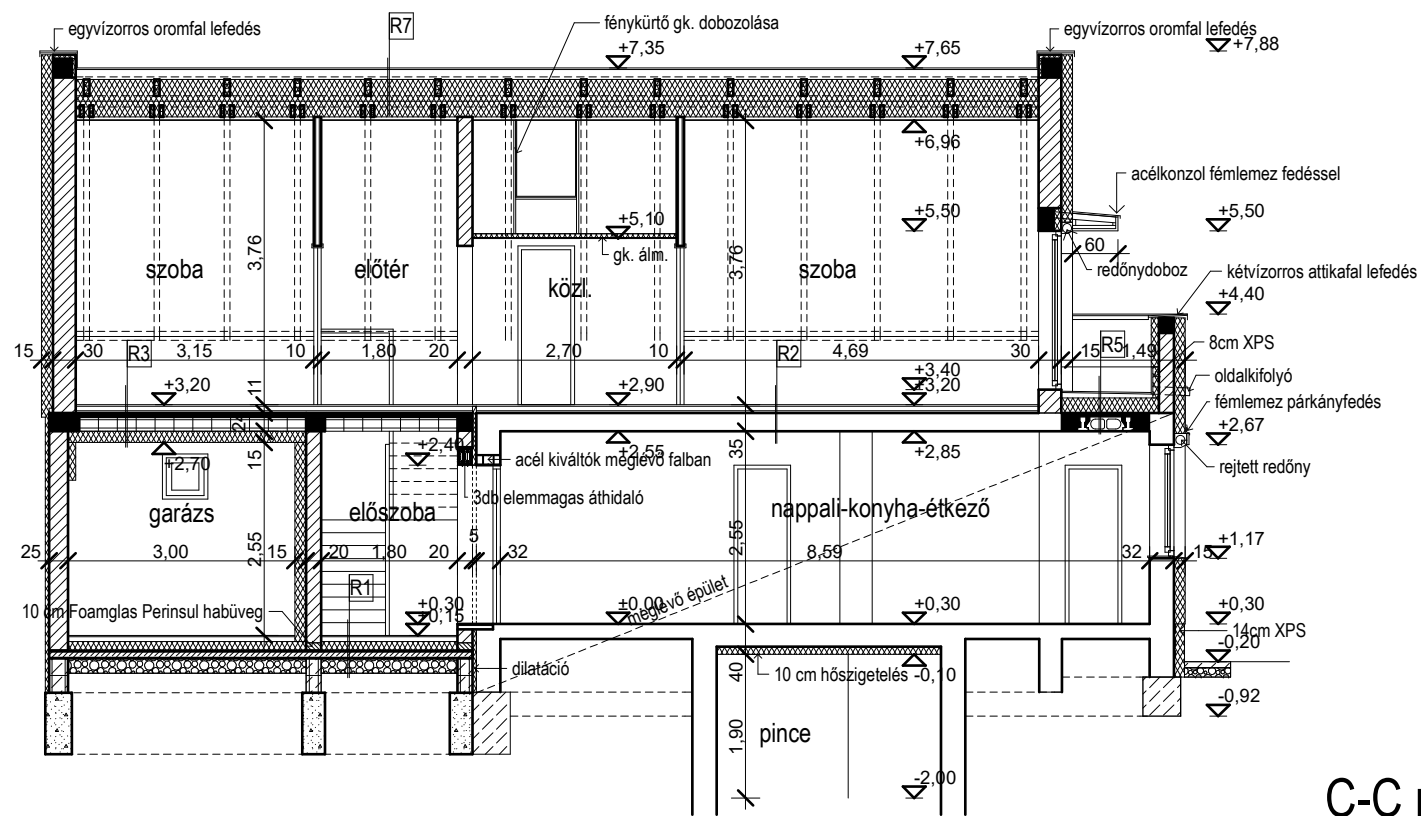 egyvízorros oromfal lefedés
R7
fénykürtő gk. dobozolása
egyvízorros oromfal lefedés
+7,88
+7,35
+7,65
+6,96
acélkonzol fémlemez fedéssel
+5,10
+5,50
+5,50
60
gk. álm.
redőnydoboz
3,76
3,76
szoba
előtér
közl.
szoba
kétvízorros attikafal lefedés
+4,40
15
30
R3
3,15
10
1,80
20
2,70
10
R2
4,69
30
15
R5
1,49
8cm XPS
+3,20
11
+2,90
+3,40
+3,20
oldalkifolyó
fémlemez párkányfedés
24
+2,67
15
+2,70
+2,40
+2,55
35
+2,85
acél kiváltók meglévő falban
rejtett redőny
3db elemmagas áthidaló
garázs
előszoba
nappali-konyha-étkező
25
3,00
15
2,55
20
1,80
20
5
32
2,55
8,59
32
15
+1,17
R1
meglévő épület
10 cm Foamglas Perinsul habüveg
+0,30
+0,15
±0,00
+0,30
+0,30
14cm XPS
-0,20
dilatáció
40
10 cm hőszigetelés
-0,10
-0,92
1,90
pince
-2,00
C-C